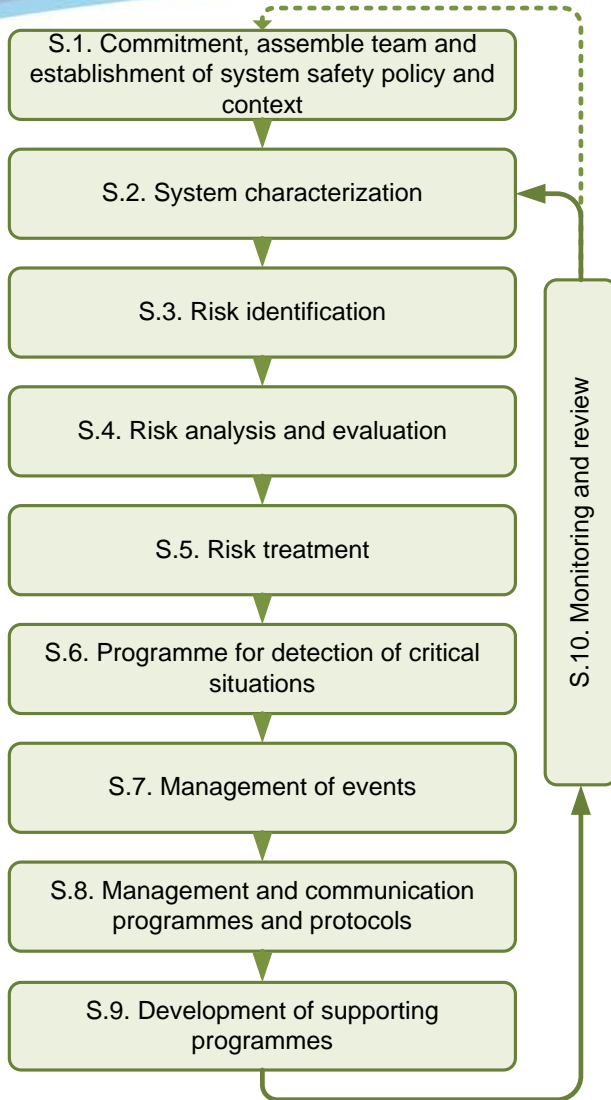 S.1. Commitment, assemble team and
establishment of system safety policy and
context
S.2. System characterization
S.3. Risk identification
S.4. Risk analysis and evaluation
S.5. Risk treatment
S.6. Programme for detection of critical
situations
S.7. Management of events
S.8. Management and communication
programmes and protocols
S.9. Development of supporting
programmes
S.10. Monitoring and review